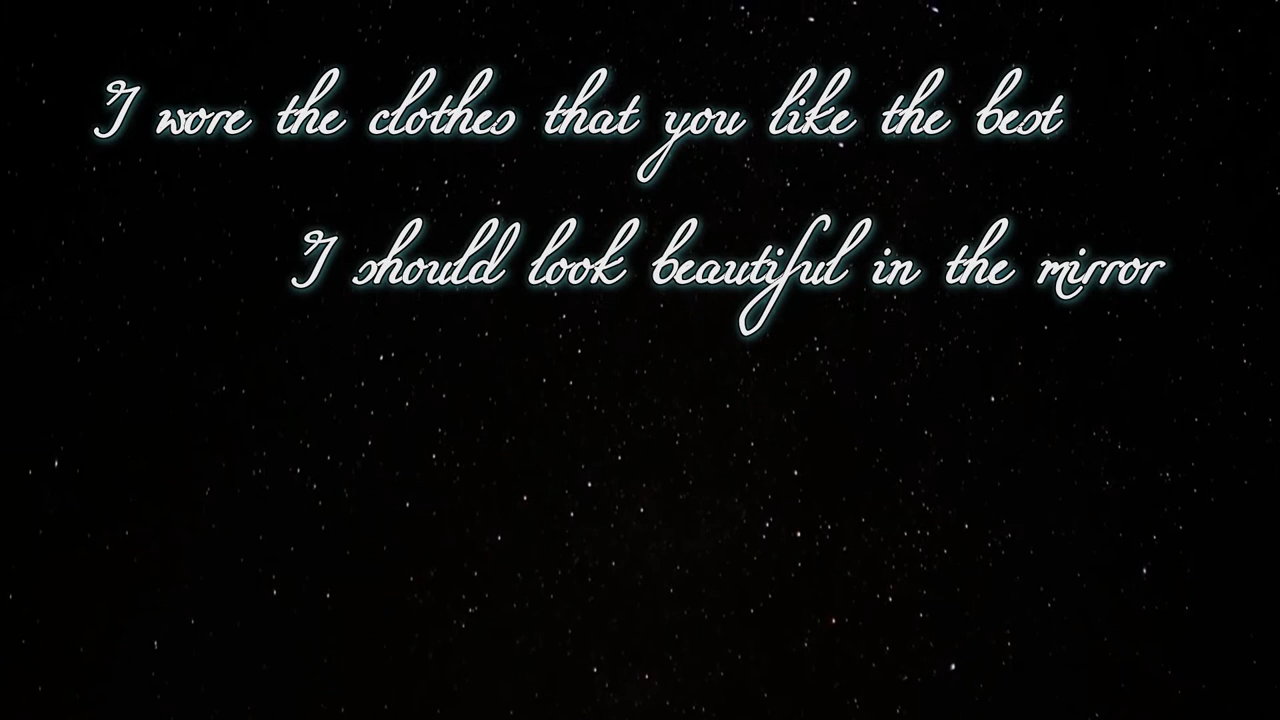 I wore the clothes that you like the best
I should look beautiful in the mirror